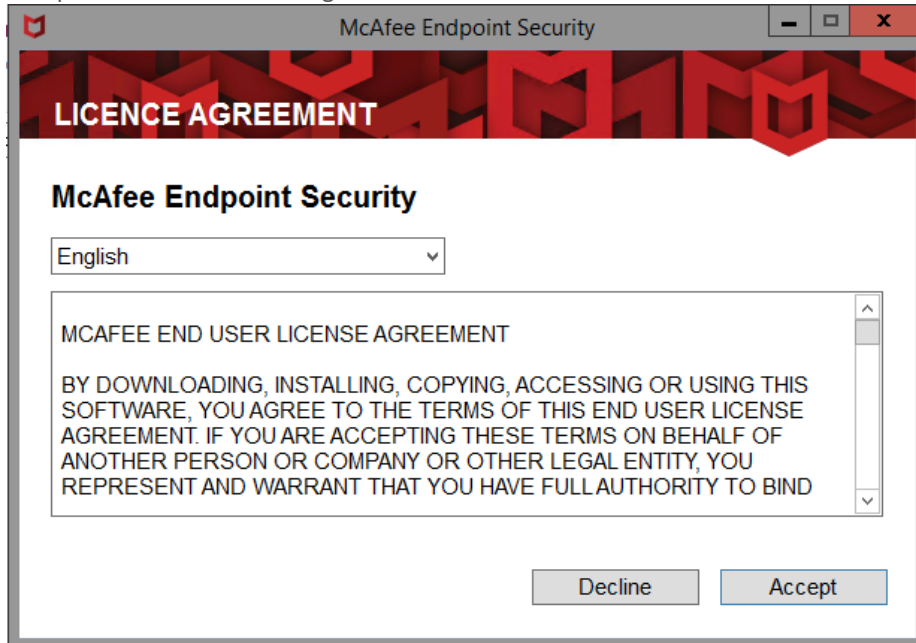 McAfee Endpoint Security
LICENCE AGREEMENT
McAfee Endpoint Security
English
MCAFEE END USER LICENSE AGREEMENT
BY DOWNLOADING, INSTALLING, COPYING, ACCESSING OR USING THIS
SOFTWARE, YOU AGREE TO THE TERMS OF THIS END USER LICENSE
AGREEMENT. IF YOU ARE ACCEPTING THESE TERMS ON BEHALF OF
ANOTHER PERSON OR COMPANY OR OTHER LEGAL ENTITY, YOU
REPRESENT AND WARRANT THAT YOU HAVE FULL AUTHORITY TO BIND
Decline
Accept